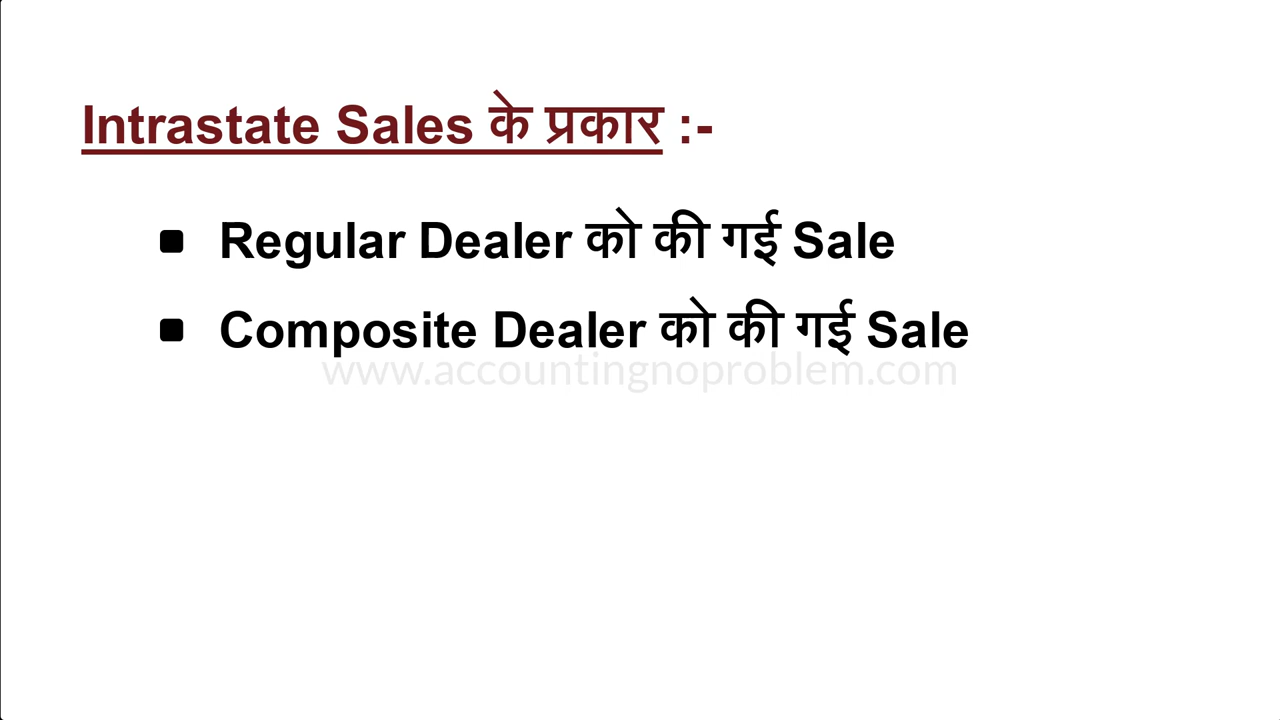 Intrastate Sales के प्रकार :-
Regular Dealer को की गई Sale
Composite Dealer को की गई Sale
www.accountingnoproblem.com